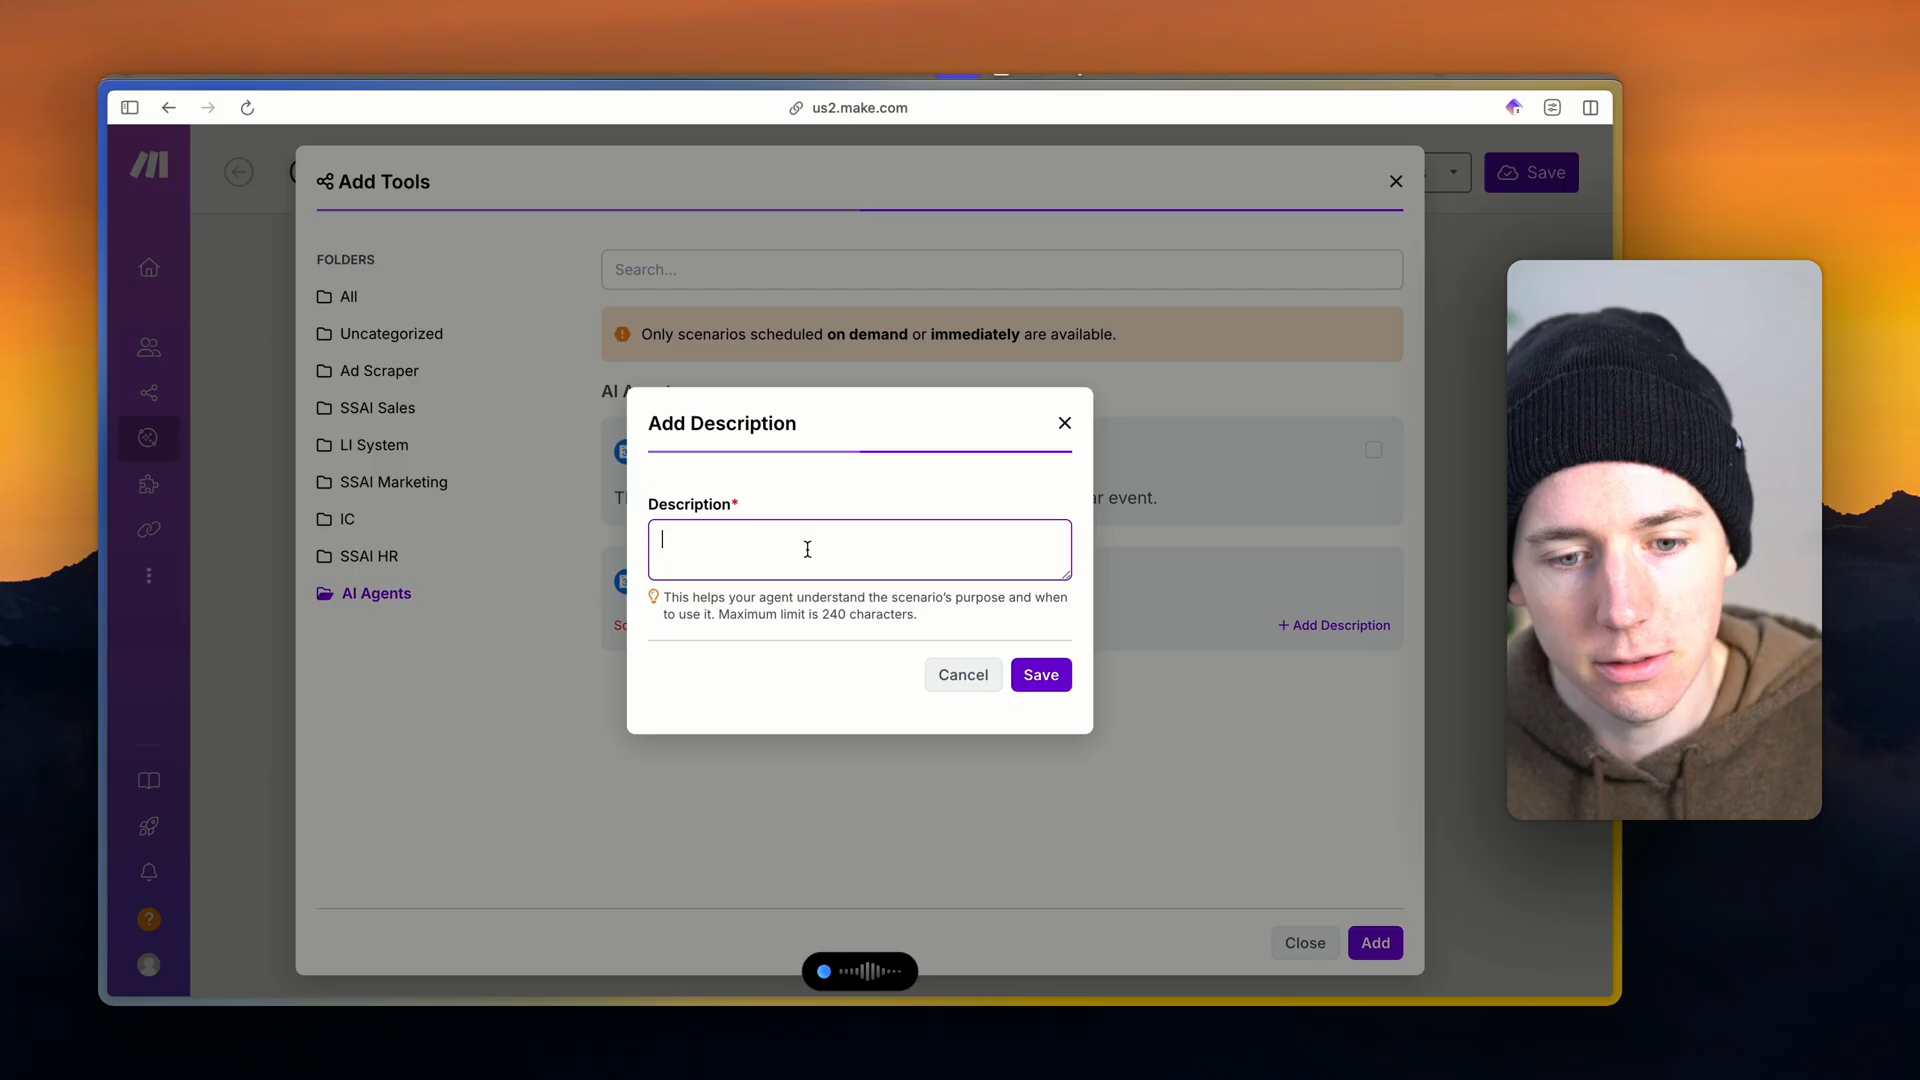 us2.make.com
Add Tools
Save
FOLDERS
All
Uncategorized
Ad Scraper
SSAI Sales
LI System
SSAI Marketing
IC
SSAI HR
AI Agents
Search...
Only scenarios scheduled on demand or immediately are available.
AI
ar event.
+ Add Description
Add Description
Description*
This helps your agent understand the scenario's purpose and when
to use it. Maximum limit is 240 characters.
Cancel
Save
Close
Add
?